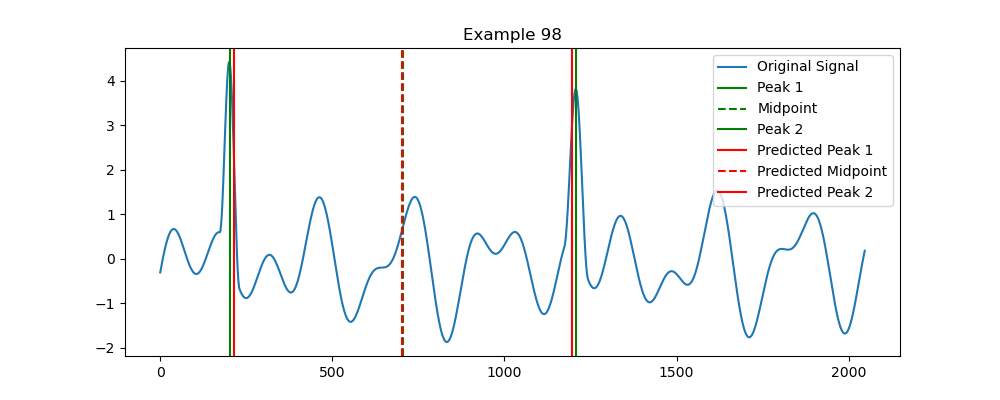 Example 98
Original Signal
Peak 1
Midpoint
Peak 2
Predicted Peak 1
Predicted Midpoint
Predicted Peak 2
4
3
2
1
0
−1
−2
0 500 1000 1500 2000